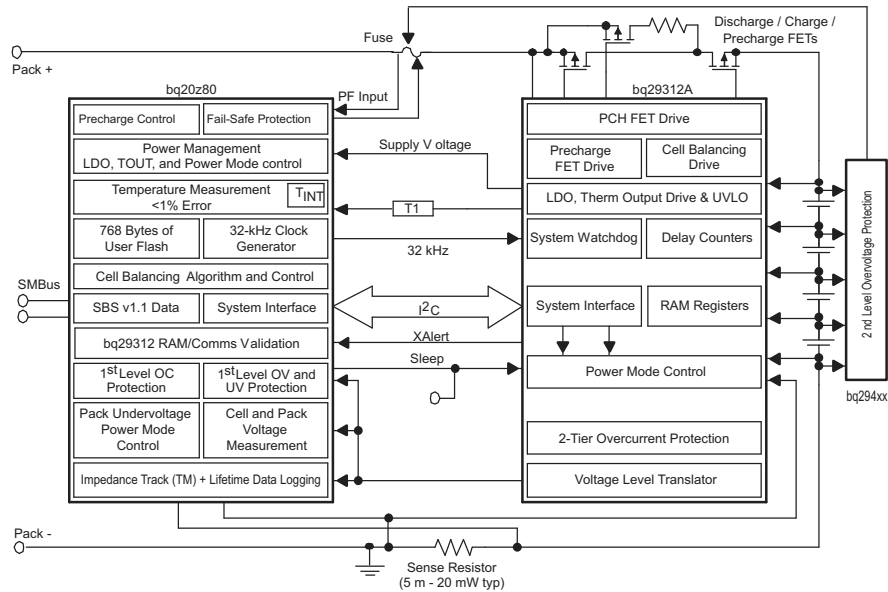 Discharge / Charge /
Precharge FETs
Fuse
Pack +
bq20z80
PF Input
bq29312A
Precharge Control
Fail-Safe Protection
PCH FET Drive
Power Management
LDO, TOUT, and Power Mode control
Supply V oltage
Precharge
FET Drive
Cell Balancing
Drive
Temperature Measurement
<1% Error
TINT
T1
LDO, Therm Output Drive & UVLO
768 Bytes of
User Flash
32-kHz Clock
Generator
32 kHz
System Watchdog
Delay Counters
2 nd Level Overvoltage Protection
Cell Balancing Algorithm and Control
SMBus
SBS v1.1 Data
System Interface
I2C
System Interface
RAM Registers
bq29312 RAM/Comms Validation
XAlert
Sleep
1st Level OC
Protection
1st Level OV and
UV Protection
Power Mode Control
bq294xx
Pack Undervoltage
Power Mode
Control
Cell and Pack
Voltage
Measurement
2-Tier Overcurrent Protection
Impedance Track (TM) + Lifetime Data Logging
Voltage Level Translator
Pack -
Sense Resistor
(5 m - 20 mW typ)